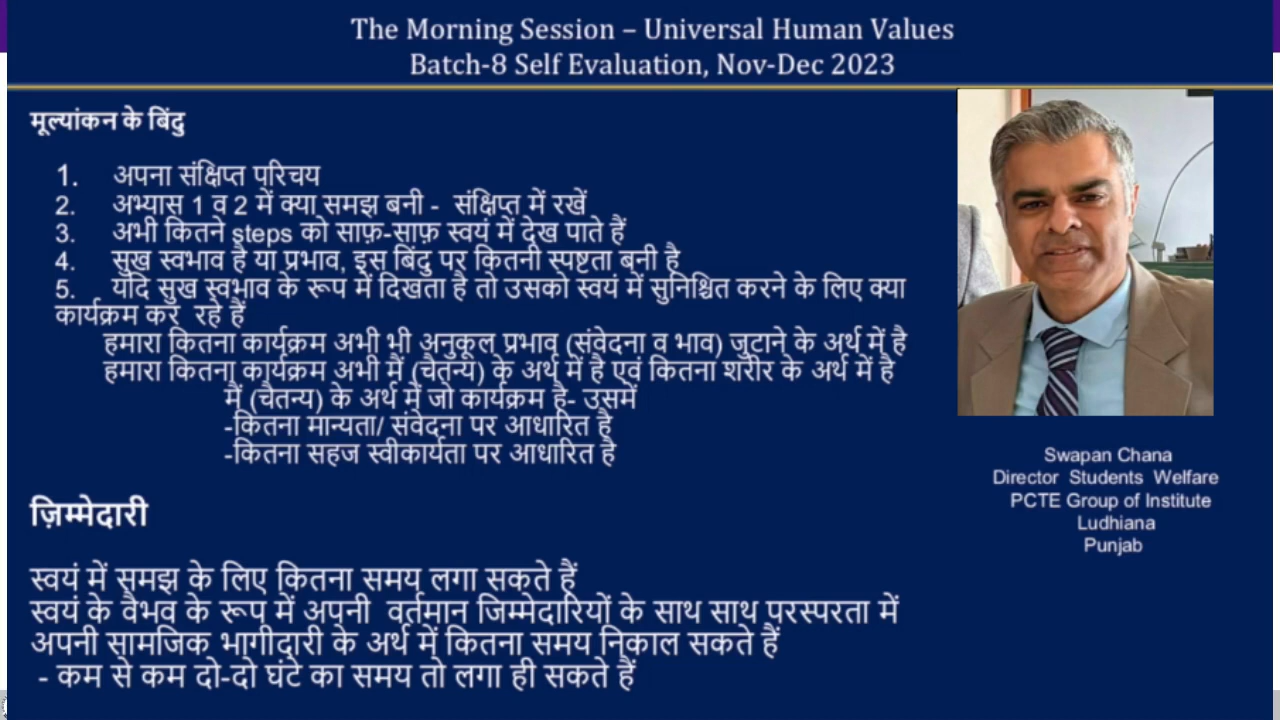 The Morning Session – Universal Human Values
Batch-8 Self Evaluation, Nov-Dec 2023
मूल्यांकन के बिंदु
1. अपना संक्षिप्त परिचय
2. अभ्यास 1 व 2 में क्या समझ बनी - संक्षिप्त में रखें
3. अभी कितने steps को साफ़-साफ़ स्वयं में देख पाते हैं
4. सुख स्वभाव है या प्रभाव, इस बिंदु पर कितनी स्पष्टता बनी है
5. यदि सुख स्वभाव के रूप में दिखता है तो उसको स्वयं में सुनिश्चित करने के लिए क्या
कार्यक्रम कर रहे हैं
हमारा कितना कार्यक्रम अभी भी अनुकूल प्रभाव (संवेदना व भाव) जुटाने के अर्थ में है
हमारा कितना कार्यक्रम अभी मैं (चैतन्य) के अर्थ में है एवं कितना शरीर के अर्थ में है
मैं (चैतन्य) के अर्थ में जो कार्यक्रम है- उसमें
-कितना मान्यता/ संवेदना पर आधारित है
-कितना सहज स्वीकार्यता पर आधारित है
ज़िम्मेदारी
स्वयं में समझ के लिए कितना समय लगा सकते हैं
स्वयं के वैभव के रूप में अपनी वर्तमान जिम्मेदारियों के साथ साथ परस्परता में
अपनी सामजिक भागीदारी के अर्थ में कितना समय निकाल सकते हैं
- कम से कम दो-दो घंटे का समय तो लगा ही सकते हैं
Swapan Chana
Director Students Welfare
PCTE Group of Institute
Ludhiana
Punjab